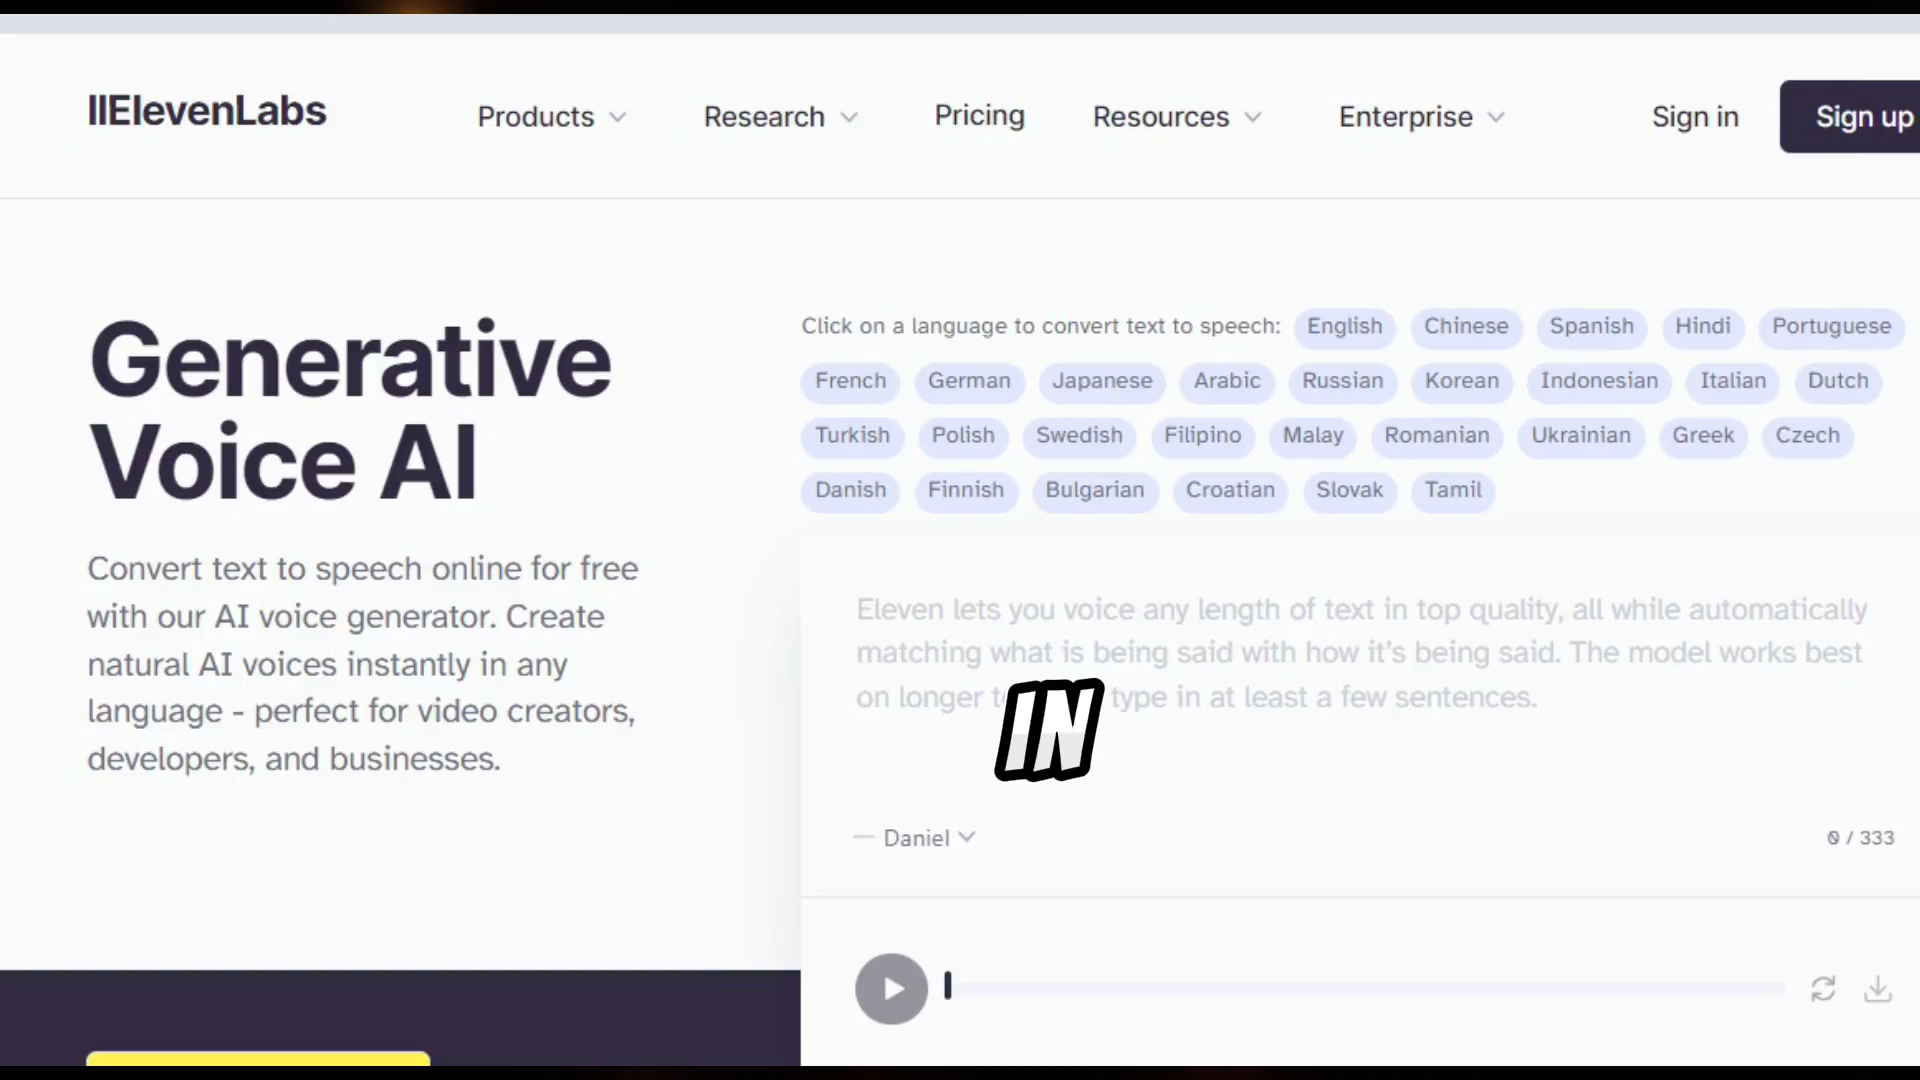 IIElevenLabs
Products
Research
Pricing
Resources
Enterprise
Sign in
Sign up
Generative
Voice AI
Convert text to speech online for free
with our AI voice generator. Create
natural AI voices instantly in any
language - perfect for video creators,
developers, and businesses.
Click on a language to convert text to speech: English Chinese Spanish Hindi Portuguese
French German Japanese Arabic Russian Korean Indonesian Italian Dutch
Turkish Polish Swedish Filipino Malay Romanian Ukrainian Greek Czech
Danish Finnish Bulgarian Croatian Slovak Tamil
Eleven lets you voice any length of text in top quality, all while automatically
matching what is being said with how it’s being said. The model works best
on longer type in at least a few sentences.
IN
Daniel
0 / 333